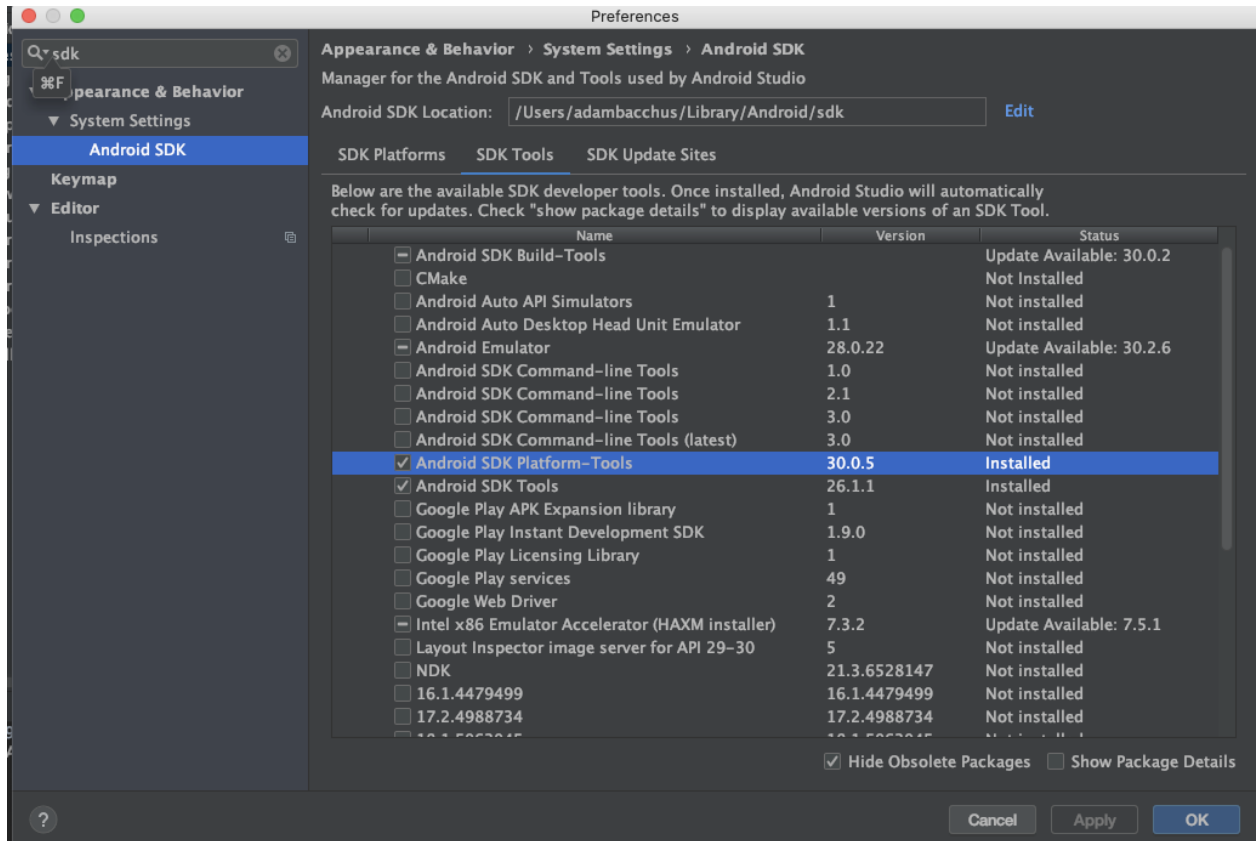 Preferences
sdk
⌘F
ppearance & Behavior
System Settings
Android SDK
Keymap
Editor
Inspections
Appearance & Behavior › System Settings › Android SDK
Manager for the Android SDK and Tools used by Android Studio
Android SDK Location: /Users/adambacchus/Library/Android/sdk Edit
SDK Platforms SDK Tools SDK Update Sites
Below are the available SDK developer tools. Once installed, Android Studio will automatically
check for updates. Check "show package details" to display available versions of an SDK Tool.
Name Version Status
Android SDK Build-Tools Update Available: 30.0.2
CMake Not Installed
Android Auto API Simulators 1 Not installed
Android Auto Desktop Head Unit Emulator 1.1 Not installed
Android Emulator 28.0.22 Update Available: 30.2.6
Android SDK Command-line Tools 1.0 Not installed
Android SDK Command-line Tools 2.1 Not installed
Android SDK Command-line Tools 3.0 Not installed
Android SDK Command-line Tools (latest) 3.0 Not installed
Android SDK Platform-Tools 30.0.5 Installed
Android SDK Tools 26.1.1 Installed
Google Play APK Expansion library 1 Not installed
Google Play Instant Development SDK 1.9.0 Not installed
Google Play Licensing Library 1 Not installed
Google Play services 49 Not installed
Google Web Driver 2 Not installed
Intel x86 Emulator Accelerator (HAXM installer) 7.3.2 Update Available: 7.5.1
Layout Inspector image server for API 29-30 5 Not installed
NDK 21.3.6528147 Not installed
16.1.4479499 16.1.4479499 Not installed
17.2.4988734 17.2.4988734 Not installed
Hide Obsolete Packages Show Package Details
? Cancel Apply OK